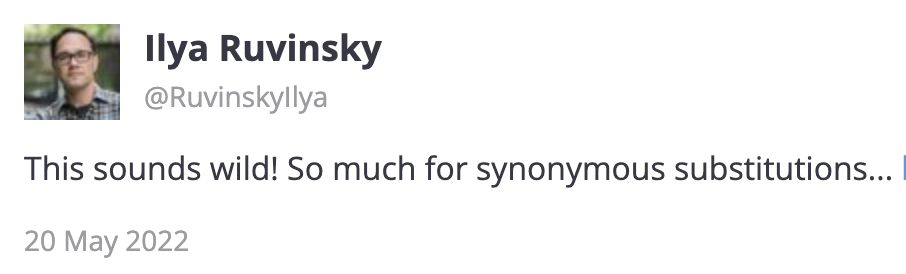 Ilya Ruvinsky
@RuvinskyIlya
This sounds wild! So much for synonymous substitutions...
20 May 2022